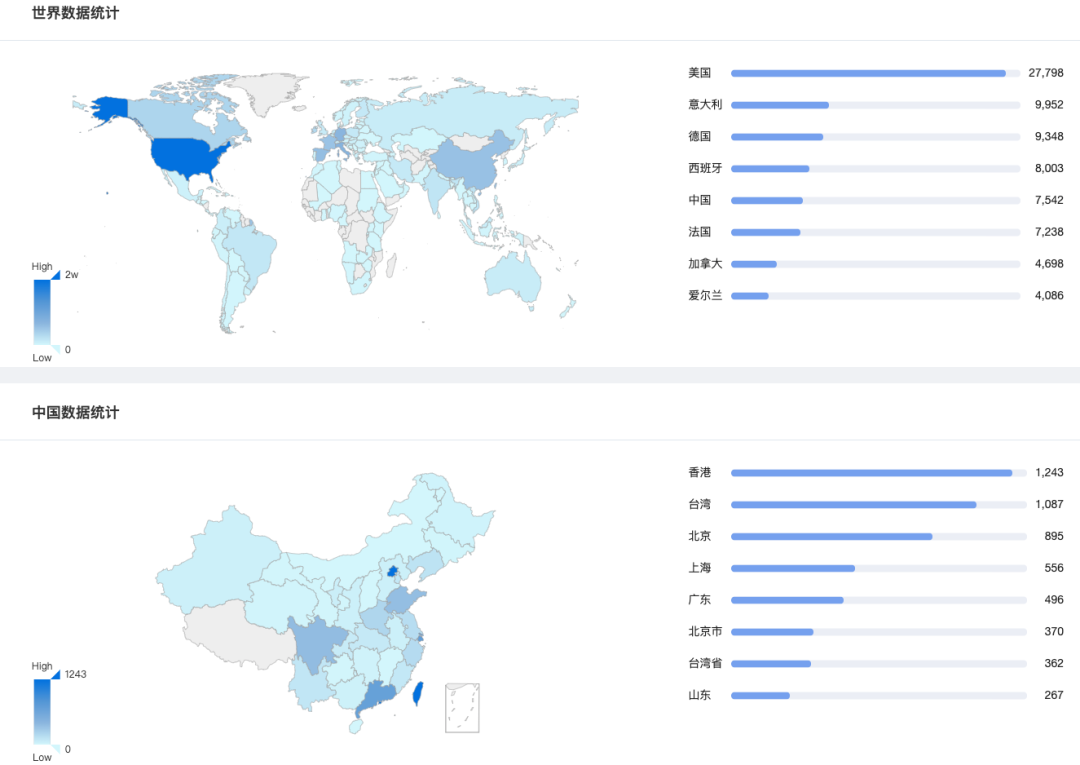 世界数据统计
美国 27,798
意大利 9,952
德国 9,348
西班牙 8,003
中国 7,542
法国 7,238
加拿大 4,698
爱尔兰 4,086
High
2w
0
Low
中国数据统计
香港 1,243
台湾 1,087
北京 895
上海 556
广东 496
北京市 370
台湾省 362
山东 267
High
1243
0
Low